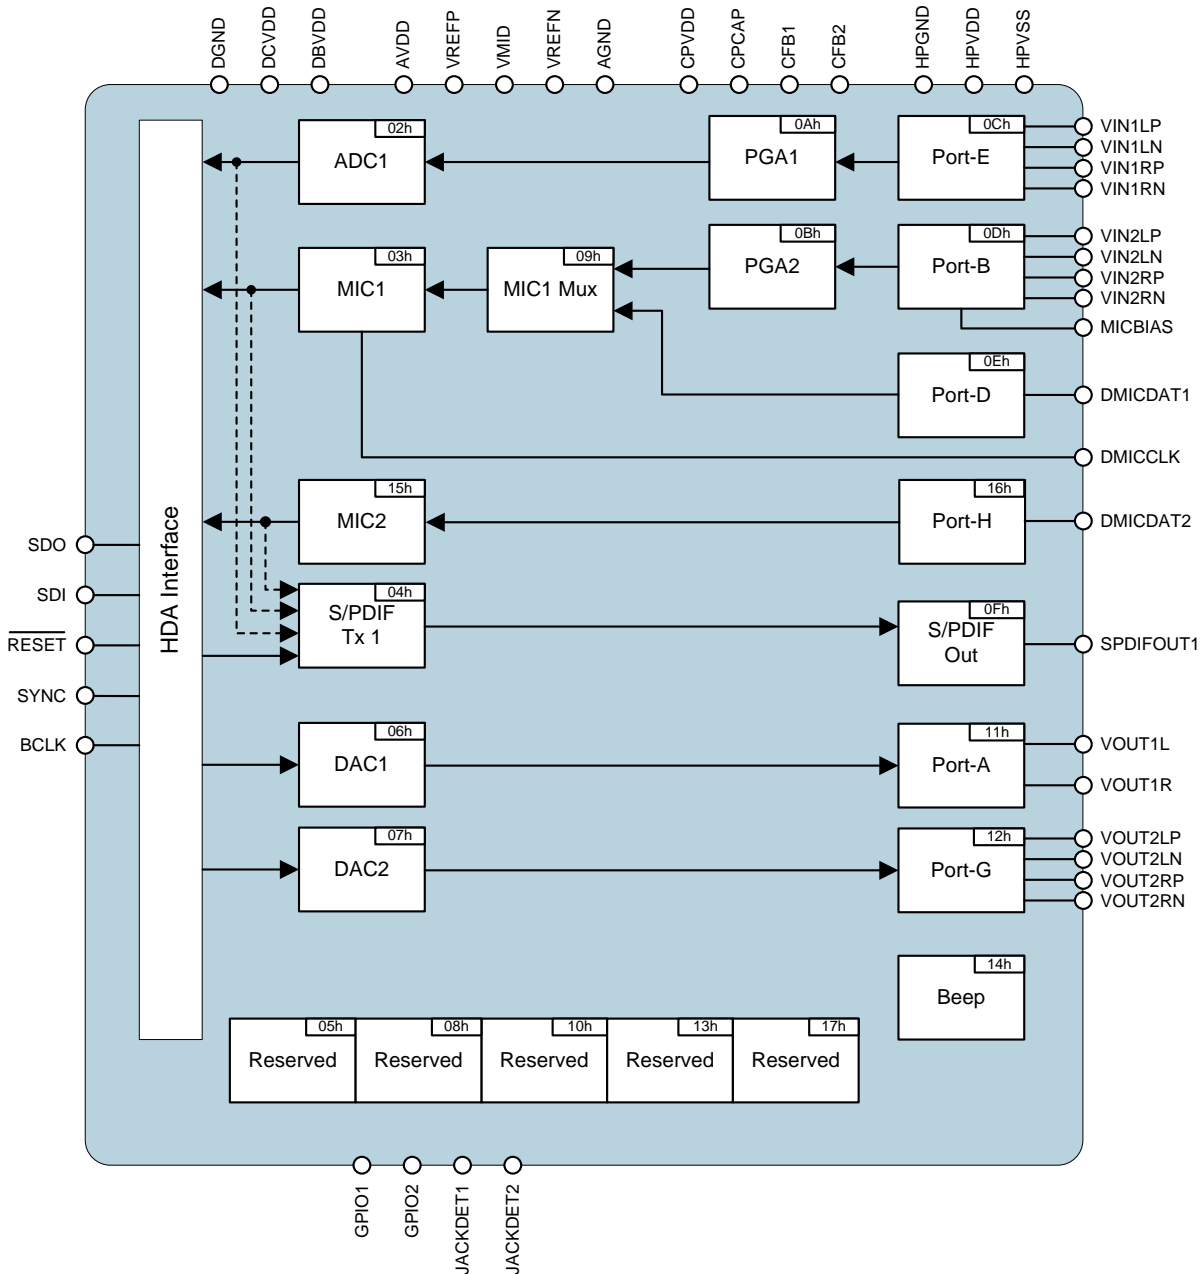 DGND
DCVDD
DBVDD
AVDD
VREFP
VMID
VREFN
AGND
CPVDD
CPCAP
CFB1
CFB2
HPGND
HPVDD
HPVSS
02h
ADC1
0Ah
PGA1
0Ch
Port-E
VIN1LP
VIN1LN
VIN1RP
VIN1RN
03h
MIC1
09h
MIC1 Mux
0Bh
PGA2
0Dh
Port-B
VIN2LP
VIN2LN
VIN2RP
VIN2RN
MICBIAS
0Eh
Port-D
DMICDAT1
DMICCLK
15h
MIC2
16h
Port-H
DMICDAT2
HDA Interface
SDO
SDI
RESET
SYNC
BCLK
04h
S/PDIF
Tx 1
0Fh
S/PDIF
Out
SPDIFOUT1
06h
DAC1
11h
Port-A
VOUT1L
VOUT1R
07h
DAC2
12h
Port-G
VOUT2LP
VOUT2LN
VOUT2RP
VOUT2RN
14h
Beep
05h
Reserved
08h
Reserved
10h
Reserved
13h
Reserved
17h
Reserved
GPIO1
GPIO2
JACKDET1
JACKDET2